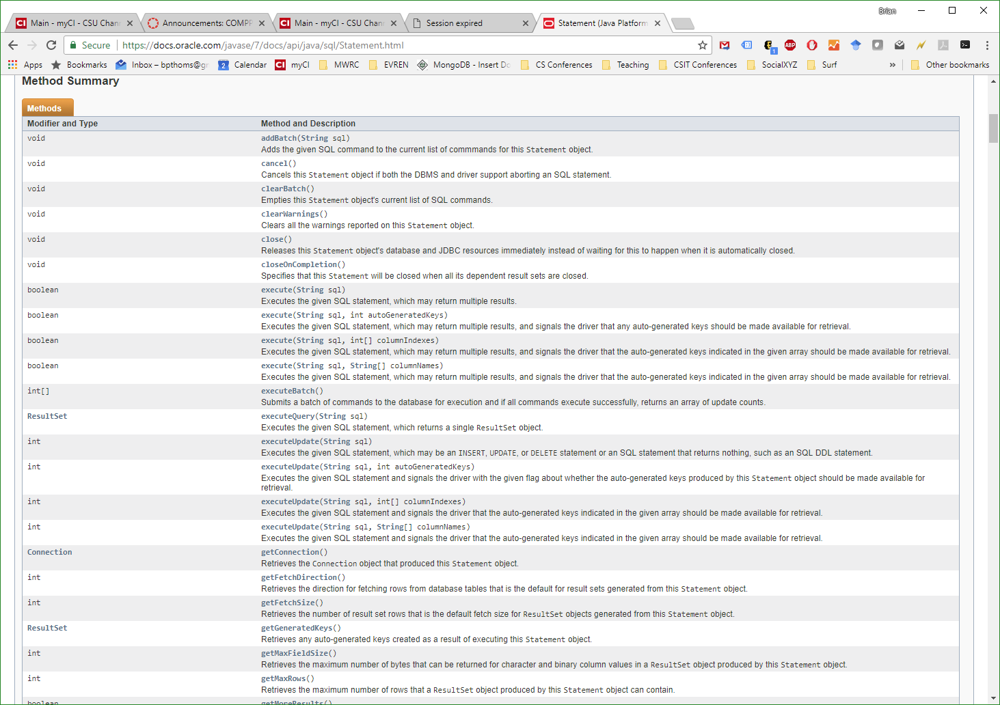 Brian
Main - myCI - CSU Chann
Announcements: COMPR
Main - myCI - CSU Chann
Session expired
Statement (Java Platform
Secure https://docs.oracle.com/javase/7/docs/api/java/sql/Statement.html
Apps Bookmarks Inbox – bpthoms@gm Calendar myCI MWRC EVREN MongoDB - Insert Do CS Conferences Teaching CSIT Conferences SocialXYZ Surf » Other bookmarks
Method Summary
Methods
Modifier and Type Method and Description
void addBatch(String sql)
Adds the given SQL command to the current list of commmands for this Statement object.
void cancel()
Cancels this Statement object if both the DBMS and driver support aborting an SQL statement.
void clearBatch()
Empties this Statement object's current list of SQL commands.
void clearWarnings()
Clears all the warnings reported on this Statement object.
void close()
Releases this Statement object's database and JDBC resources immediately instead of waiting for this to happen when it is automatically closed.
void closeOnCompletion()
Specifies that this Statement will be closed when all its dependent result sets are closed.
boolean execute(String sql)
Executes the given SQL statement, which may return multiple results.
boolean execute(String sql, int autoGeneratedKeys)
Executes the given SQL statement, which may return multiple results, and signals the driver that any auto-generated keys should be made available for retrieval.
boolean execute(String sql, int[] columnIndexes)
Executes the given SQL statement, which may return multiple results, and signals the driver that the auto-generated keys indicated in the given array should be made available for retrieval.
boolean execute(String sql, String[] columnNames)
Executes the given SQL statement, which may return multiple results, and signals the driver that the auto-generated keys indicated in the given array should be made available for retrieval.
int[] executeBatch()
Submits a batch of commands to the database for execution and if all commands execute successfully, returns an array of update counts.
ResultSet executeQuery(String sql)
Executes the given SQL statement, which returns a single ResultSet object.
int executeUpdate(String sql)
Executes the given SQL statement, which may be an INSERT, UPDATE, or DELETE statement or an SQL statement that returns nothing, such as an SQL DDL statement.
int executeUpdate(String sql, int autoGeneratedKeys)
Executes the given SQL statement and signals the driver with the given flag about whether the auto-generated keys produced by this Statement object should be made available for
retrieval.
int executeUpdate(String sql, int[] columnIndexes)
Executes the given SQL statement and signals the driver that the auto-generated keys indicated in the given array should be made available for retrieval.
int executeUpdate(String sql, String[] columnNames)
Executes the given SQL statement and signals the driver that the auto-generated keys indicated in the given array should be made available for retrieval.
Connection getConnection()
Retrieves the Connection object that produced this Statement object.
int getFetchDirection()
Retrieves the direction for fetching rows from database tables that is the default for result sets generated from this Statement object.
int getFetchSize()
Retrieves the number of result set rows that is the default fetch size for ResultSet objects generated from this Statement object.
ResultSet getGeneratedKeys()
Retrieves any auto-generated keys created as a result of executing this Statement object.
int getMaxFieldSize()
Retrieves the maximum number of bytes that can be returned for character and binary column values in a ResultSet object produced by this Statement object.
int getMaxRows()
Retrieves the maximum number of rows that a ResultSet object produced by this Statement object can contain.
boolean getMoreResults()